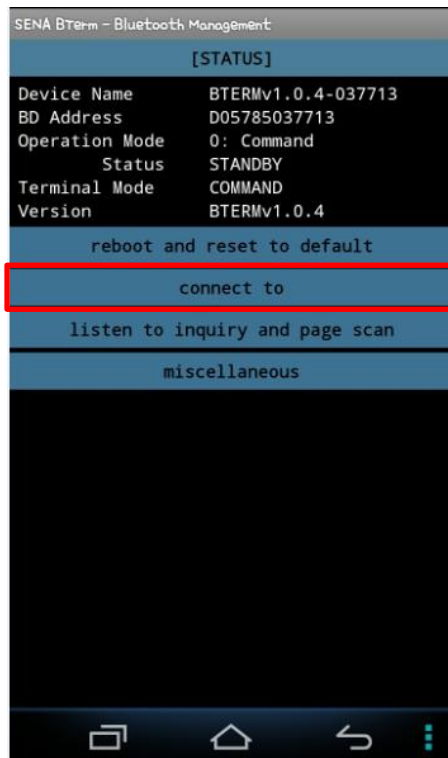 SENA BTerm - Bluetooth Management
[STATUS]
Device Name BTERMv1.0.4-037713
BD Address D05785037713
Operation Mode 0: Command
Status STANDBY
Terminal Mode COMMAND
Version BTERMv1.0.4
reboot and reset to default
connect to
listen to inquiry and page scan
miscellaneous